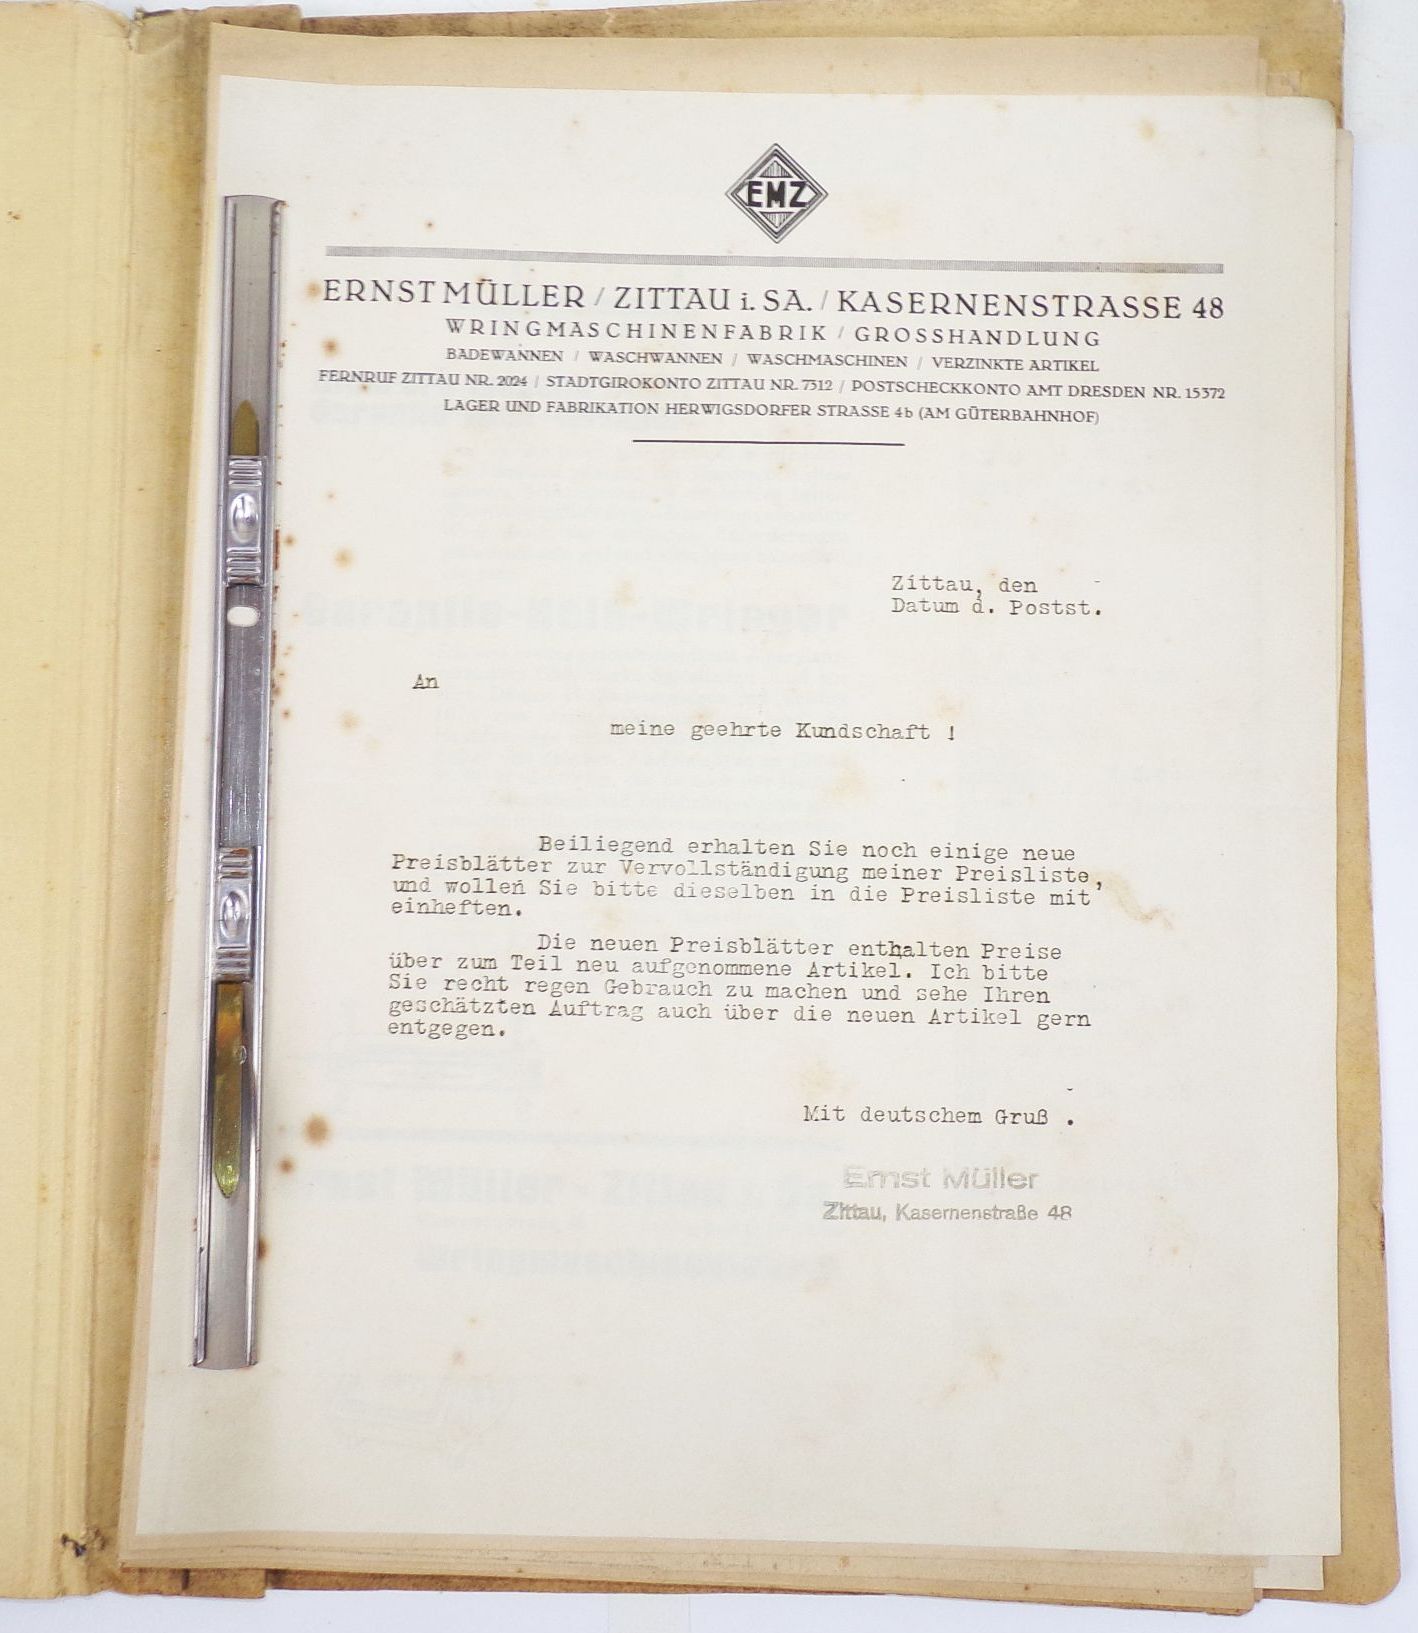 EMZ
ERNST MÜLLER / ZITTAU i. SA. / KASERNENSTRASSE 48
WRINGMASCHINENFABRIK / GROSSHANDLUNG
BADEWANNEN / WASCHWANNEN / WASCHMASCHINEN / VERZINKTE ARTIKEL
FERNRUF ZITTAU NR. 2024 / STADTGIROKONTO ZITTAU NR. 7312 / POSTSCHECKKONTO AMT DRESDEN NR. 15372
LAGER UND FABRIKATION HERWIGSDORFER STRASSE 4b (AM GÜTERBAHNHOF)
Zittau, den
Datum d. Postst.
An
meine geehrte Kundschaft !
Beiliegend erhalten Sie noch einige neue
Preisblätter zur Vervollständigung meiner Preisliste,
und wollen Sie bitte dieselben in die Preisliste mit
einheften.
Die neuen Preisblätter enthalten Preise
über zum Teil neu aufgenommene Artikel. Ich bitte
Sie recht regen Gebrauch zu machen und sehe Ihren
geschätzten Auftrag auch über die neuen Artikel gern
entgegen.
Mit deutschem Gruß .
Ernst Müller
Zittau, Kasernenstraße 48